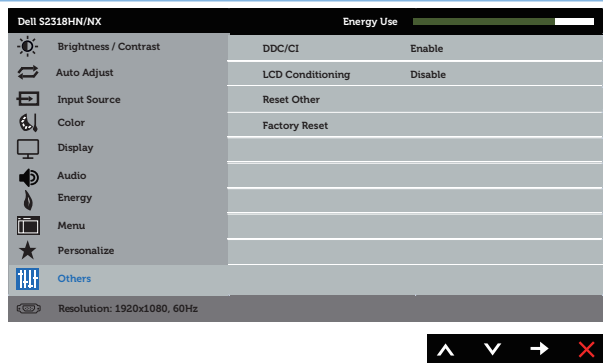 Dell S2318HN/NX Energy Use
Brightness / Contrast
Auto Adjust
Input Source
Color
Display
Audio
Energy
Menu
Personalize
Others
DDC/CI Enable
LCD Conditioning Disable
Reset Other
Factory Reset
Resolution: 1920x1080, 60Hz